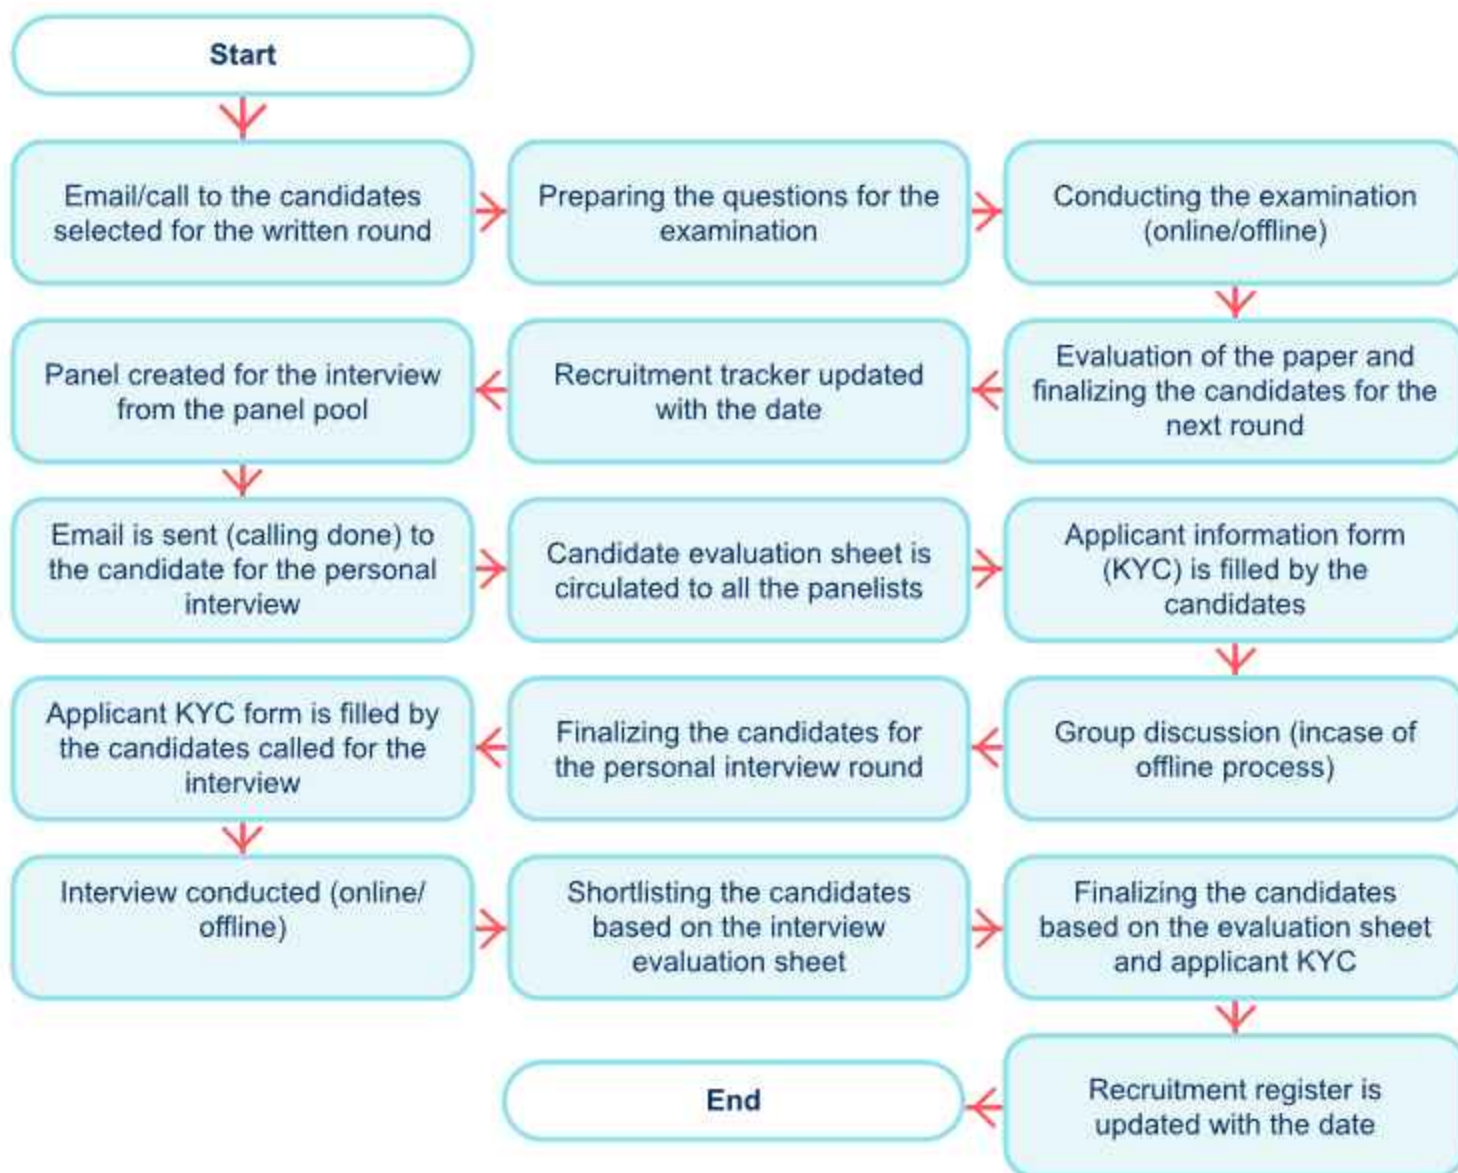 Start
Email/call to the candidates
selected for the written round
Preparing the questions for the
examination
Conducting the examination
(online/offline)
Evaluation of the paper and
finalizing the candidates for the
next round
Recruitment tracker updated
with the date
Panel created for the interview
from the panel pool
Email is sent (calling done) to
the candidate for the personal
interview
Candidate evaluation sheet is
circulated to all the panelists
Applicant information form
(KYC) is filled by the
candidates
Group discussion (incase of
offline process)
Finalizing the candidates for
the personal interview round
Applicant KYC form is filled by
the candidates called for the
interview
Interview conducted (online/
offline)
Shortlisting the candidates
based on the interview
evaluation sheet
Finalizing the candidates
based on the evaluation sheet
and applicant KYC
Recruitment register is
updated with the date
End